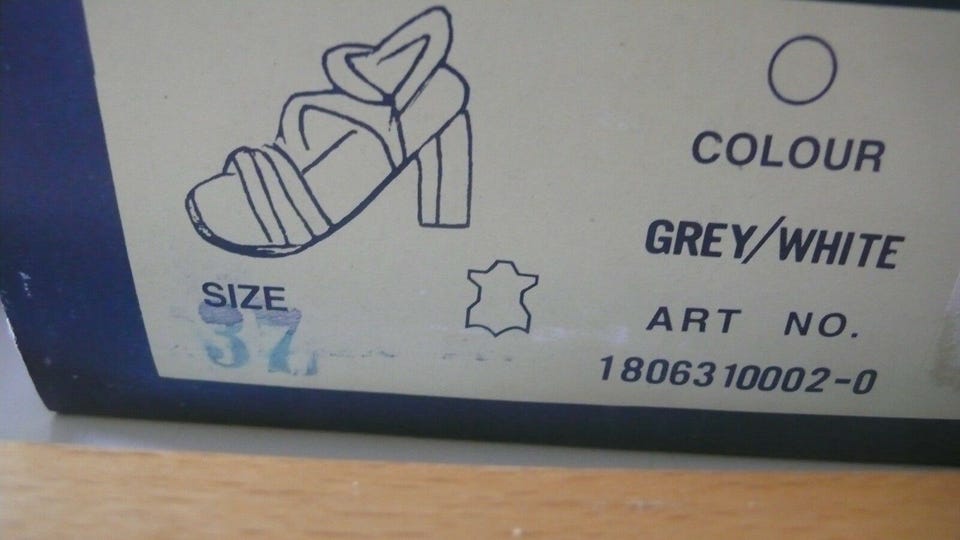 COLOUR
GREY/WHITE
SIZE
37
ART NO.
1806310002-0